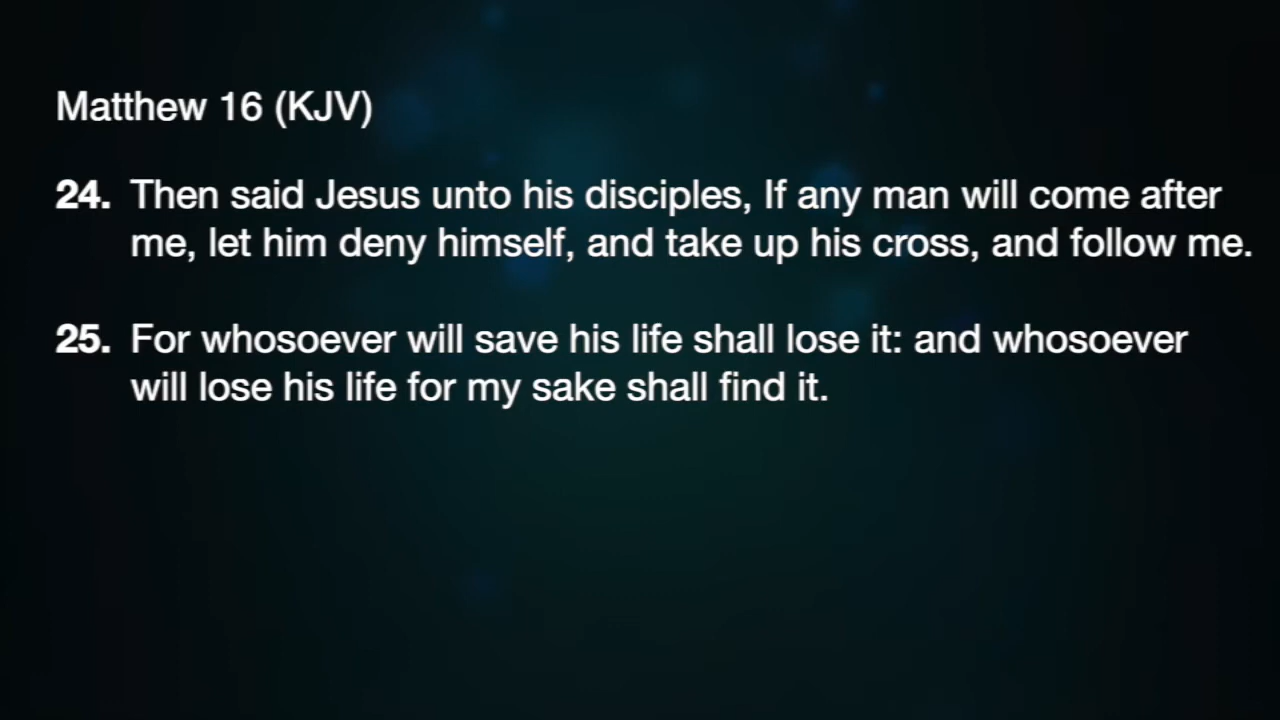 Matthew 16 (KJV)
24. Then said Jesus unto his disciples, If any man will come after
me, let him deny himself, and take up his cross, and follow me.
25. For whosoever will save his life shall lose it: and whosoever
will lose his life for my sake shall find it.